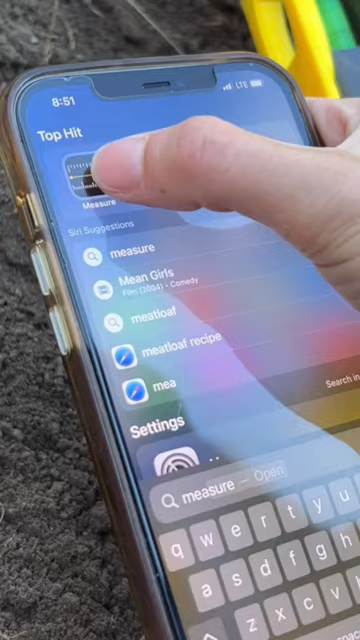 8:51
LTE
Top Hit
Measure
Siri Suggestions
measure
Mean Girls
Film (2004) • Comedy
meatloaf
meatloaf recipe
mea
Search in
Settings
measure — Open
q w e r t y u
a s d f g h
z x c v